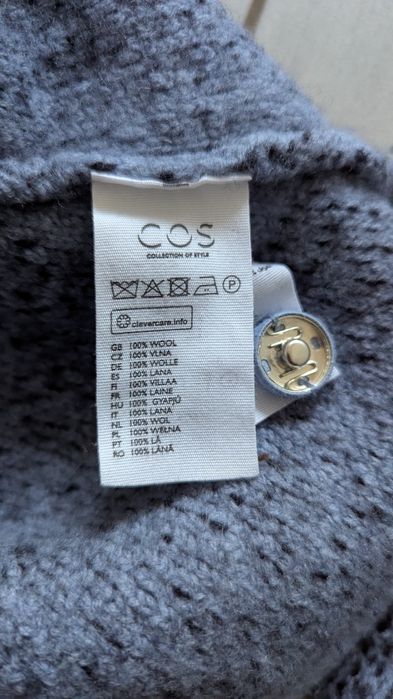 COS
COLLECTION OF STYLE
P
clevercare.info
GB 100% WOOL
CZ 100% VLNA
DE 100% WOLLE
ES 100% LANA
FI 100% VILLAA
FR 100% LAINE
HU 100% GYAPJÚ
IT 100% LANA
NL 100% WOL
PL 100% WEŁNA
PT 100% LÃ
RO 100% LÂNĂ